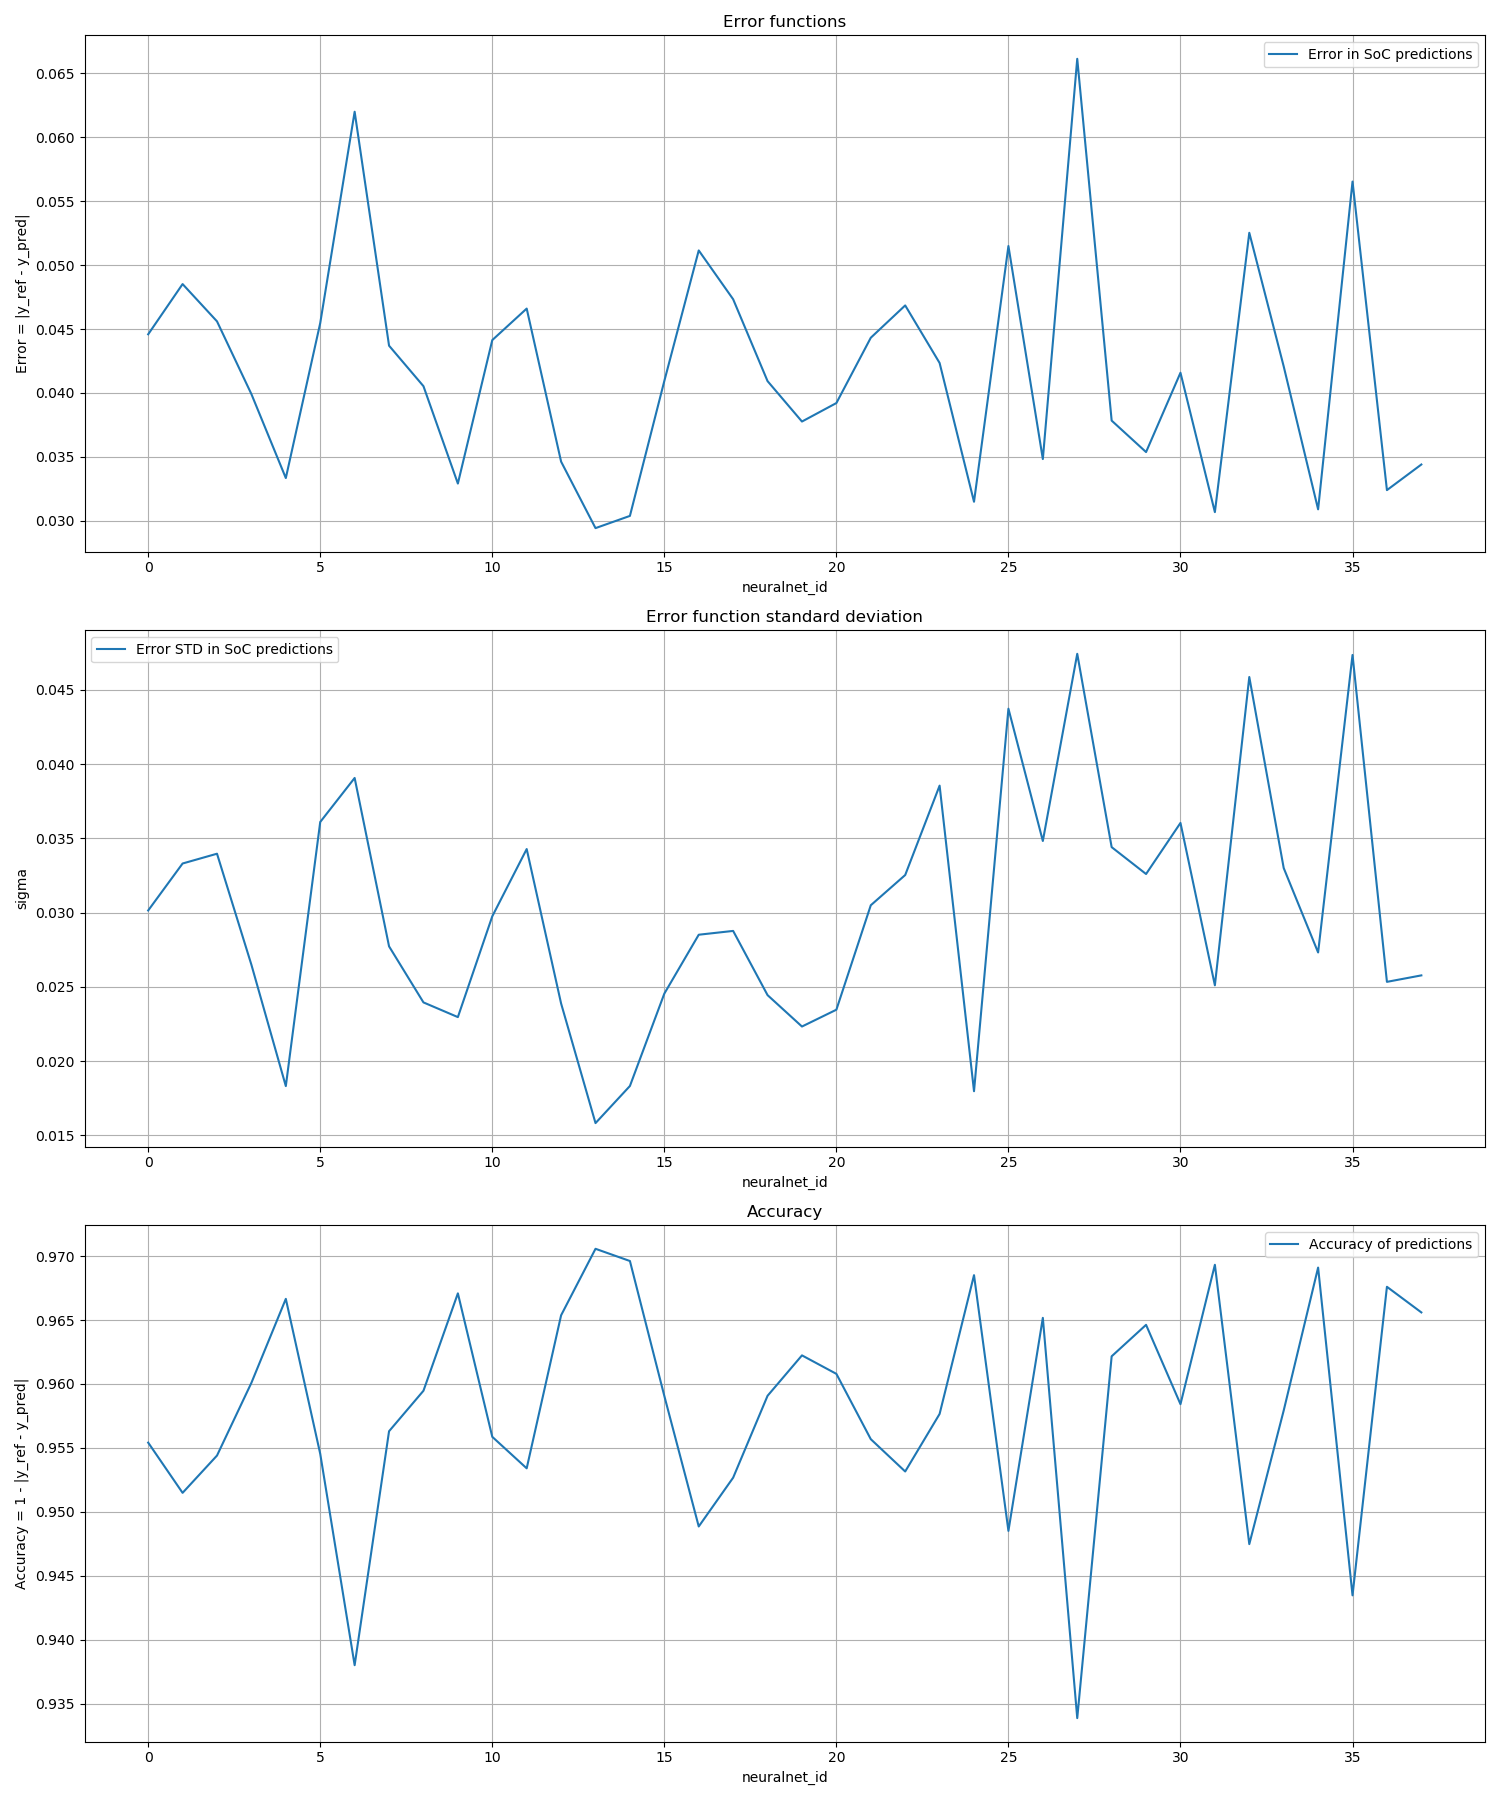 Error functions
Error in SoC predictions
0.065
0.060
0.055
0.050
0.045
0.040
0.035
0.030
Error = |y_ref - y_pred|
0 5 10 15 20 25 30 35
neuralnet_id
Error function standard deviation
Error STD in SoC predictions
0.045
0.040
0.035
0.030
0.025
0.020
0.015
sigma
0 5 10 15 20 25 30 35
neuralnet_id
Accuracy
Accuracy of predictions
0.970
0.965
0.960
0.955
0.950
0.945
0.940
0.935
Accuracy = 1 - |y_ref - y_pred|
0 5 10 15 20 25 30 35
neuralnet_id